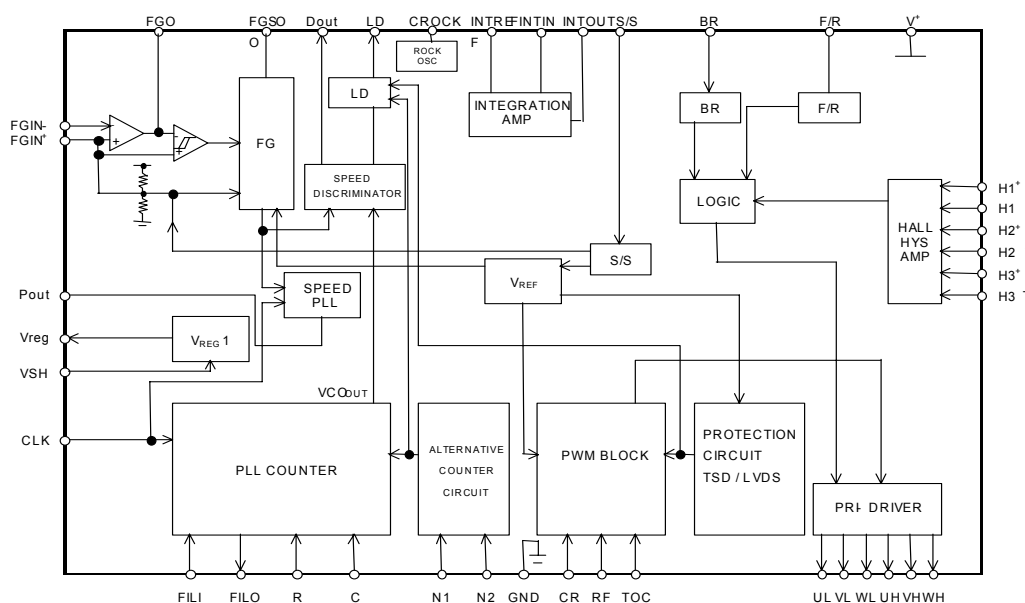 FGO FGSO Dout LD CROCK INTREF INTIN INTOUT S/S BR F/R V+
ROCK OSC
LD
INTEGRATION AMP
BR
F/R
FGIN-
FGIN+
- +
-
+
FG
SPEED DISCRIMINATOR
LOGIC
HALL HYS AMP
H1+
H1
H2+
H2
H3+
H3-
S/S
VREF
SPEED PLL
Pout
Vreg
VREG 1
VSH
VCOOUT
CLK
PLL COUNTER
ALTERNATIVE COUNTER CIRCUIT
PWM BLOCK
PROTECTION CIRCUIT TSD / LVDS
PRI- DRIVER
FILI FILO R C N1 N2 GND CR RF TOC UL VL WL UH VH WH